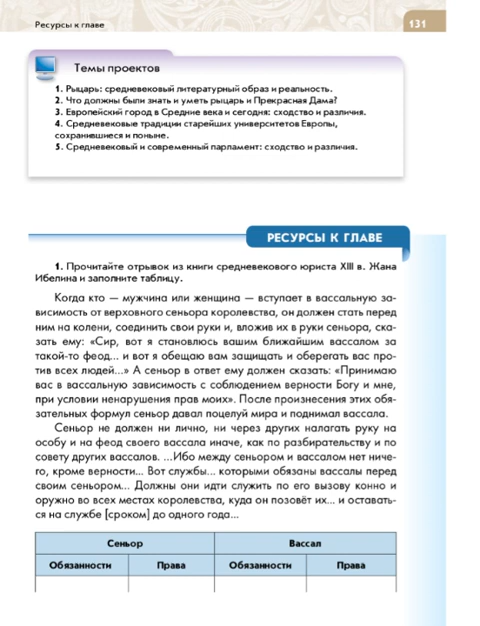 Ресурсы к главе
131
Темы проектов
1. Рыцарь: средневековый литературный образ и реальность.
2. Что должны были знать и уметь рыцарь и Прекрасная Дама?
3. Европейский город в Средние века и сегодня: сходство и различия.
4. Средневековые традиции старейших университетов Европы,
сохранившиеся и поныне.
5. Средневековый и современный парламент: сходство и различия.
РЕСУРСЫ К ГЛАВЕ
1. Прочитайте отрывок из книги средневекового юриста XIII в. Жана
Ибелина и заполните таблицу.
Когда кто — мужчина или женщина — вступает в вассальную за-
висимость от верховного сеньора королевства, он должен стать перед
ним на колени, соединить свои руки и, вложив их в руки сеньора, ска-
зать ему: «Сир, вот я становлюсь вашим ближайшим вассалом за
такой-то феод... и вот я обещаю вам защищать и оберегать вас про-
тив всех людей...» А сеньор в ответ ему должен сказать: «Принимаю
вас в вассальную зависимость с соблюдением верности Богу и мне,
при условии ненарушения прав моих». После произнесения этих обя-
зательных формул сеньор давал поцелуй мира и поднимал вассала.
Сеньор не должен ни лично, ни через других налагать руку на
особу и на феод своего вассала иначе, как по разбирательству и по
совету других вассалов. ...Ибо между сеньором и вассалом нет ниче-
го, кроме верности... Вот службы... которыми обязаны вассалы перед
своим сеньором... Должны они идти служить по его вызову конно и
оружно во всех местах королевства, куда он позовёт их... и оставать-
ся на службе [сроком] до одного года...
Сеньор Вассал
Обязанности Права Обязанности Права